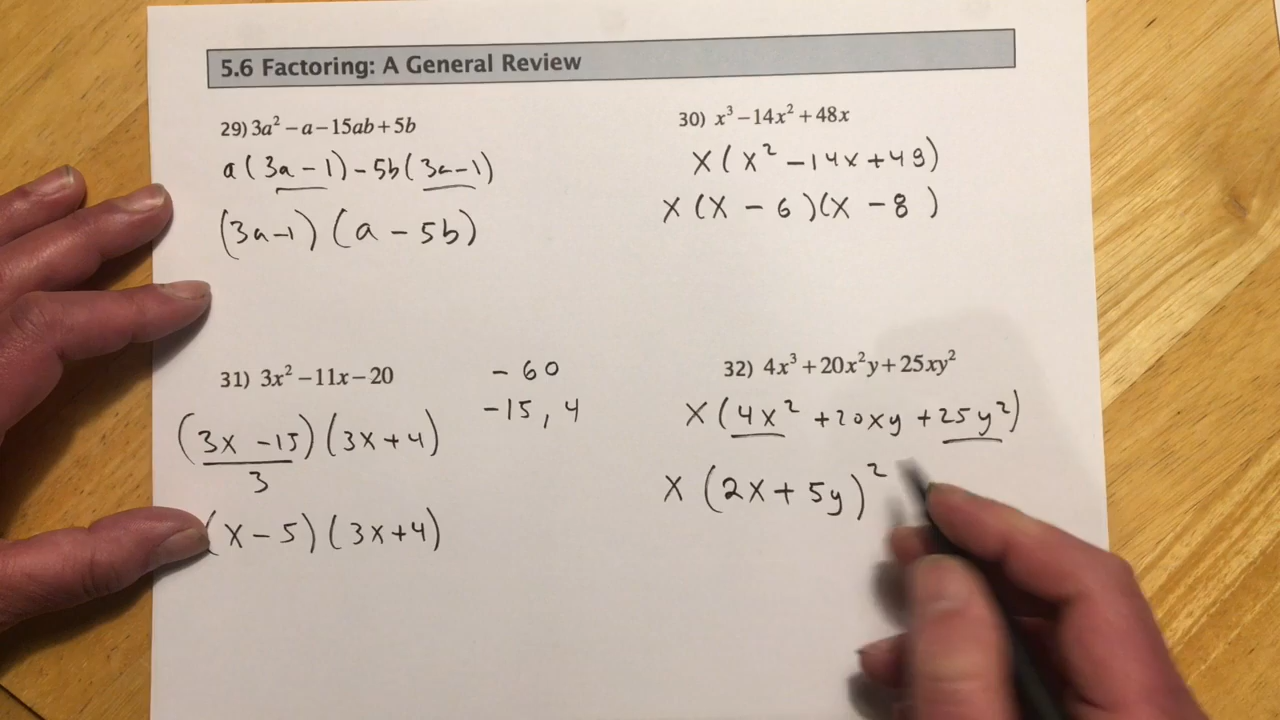 5.6 Factoring: A General Review
29) 3a² – a – 15ab + 5b
a(3a – 1) – 5b(3a – 1)
(3a – 1)(a – 5b)
30) x³ – 14x² + 48x
x(x² – 14x + 48)
x(x – 6)(x – 8)
31) 3x² – 11x – 20
– 60
– 15, 4
(3x – 15)(3x + 4)
3
(x – 5)(3x + 4)
32) 4x³ + 20x²y + 25xy²
x(4x² + 20xy + 25y²)
x(2x + 5y)²